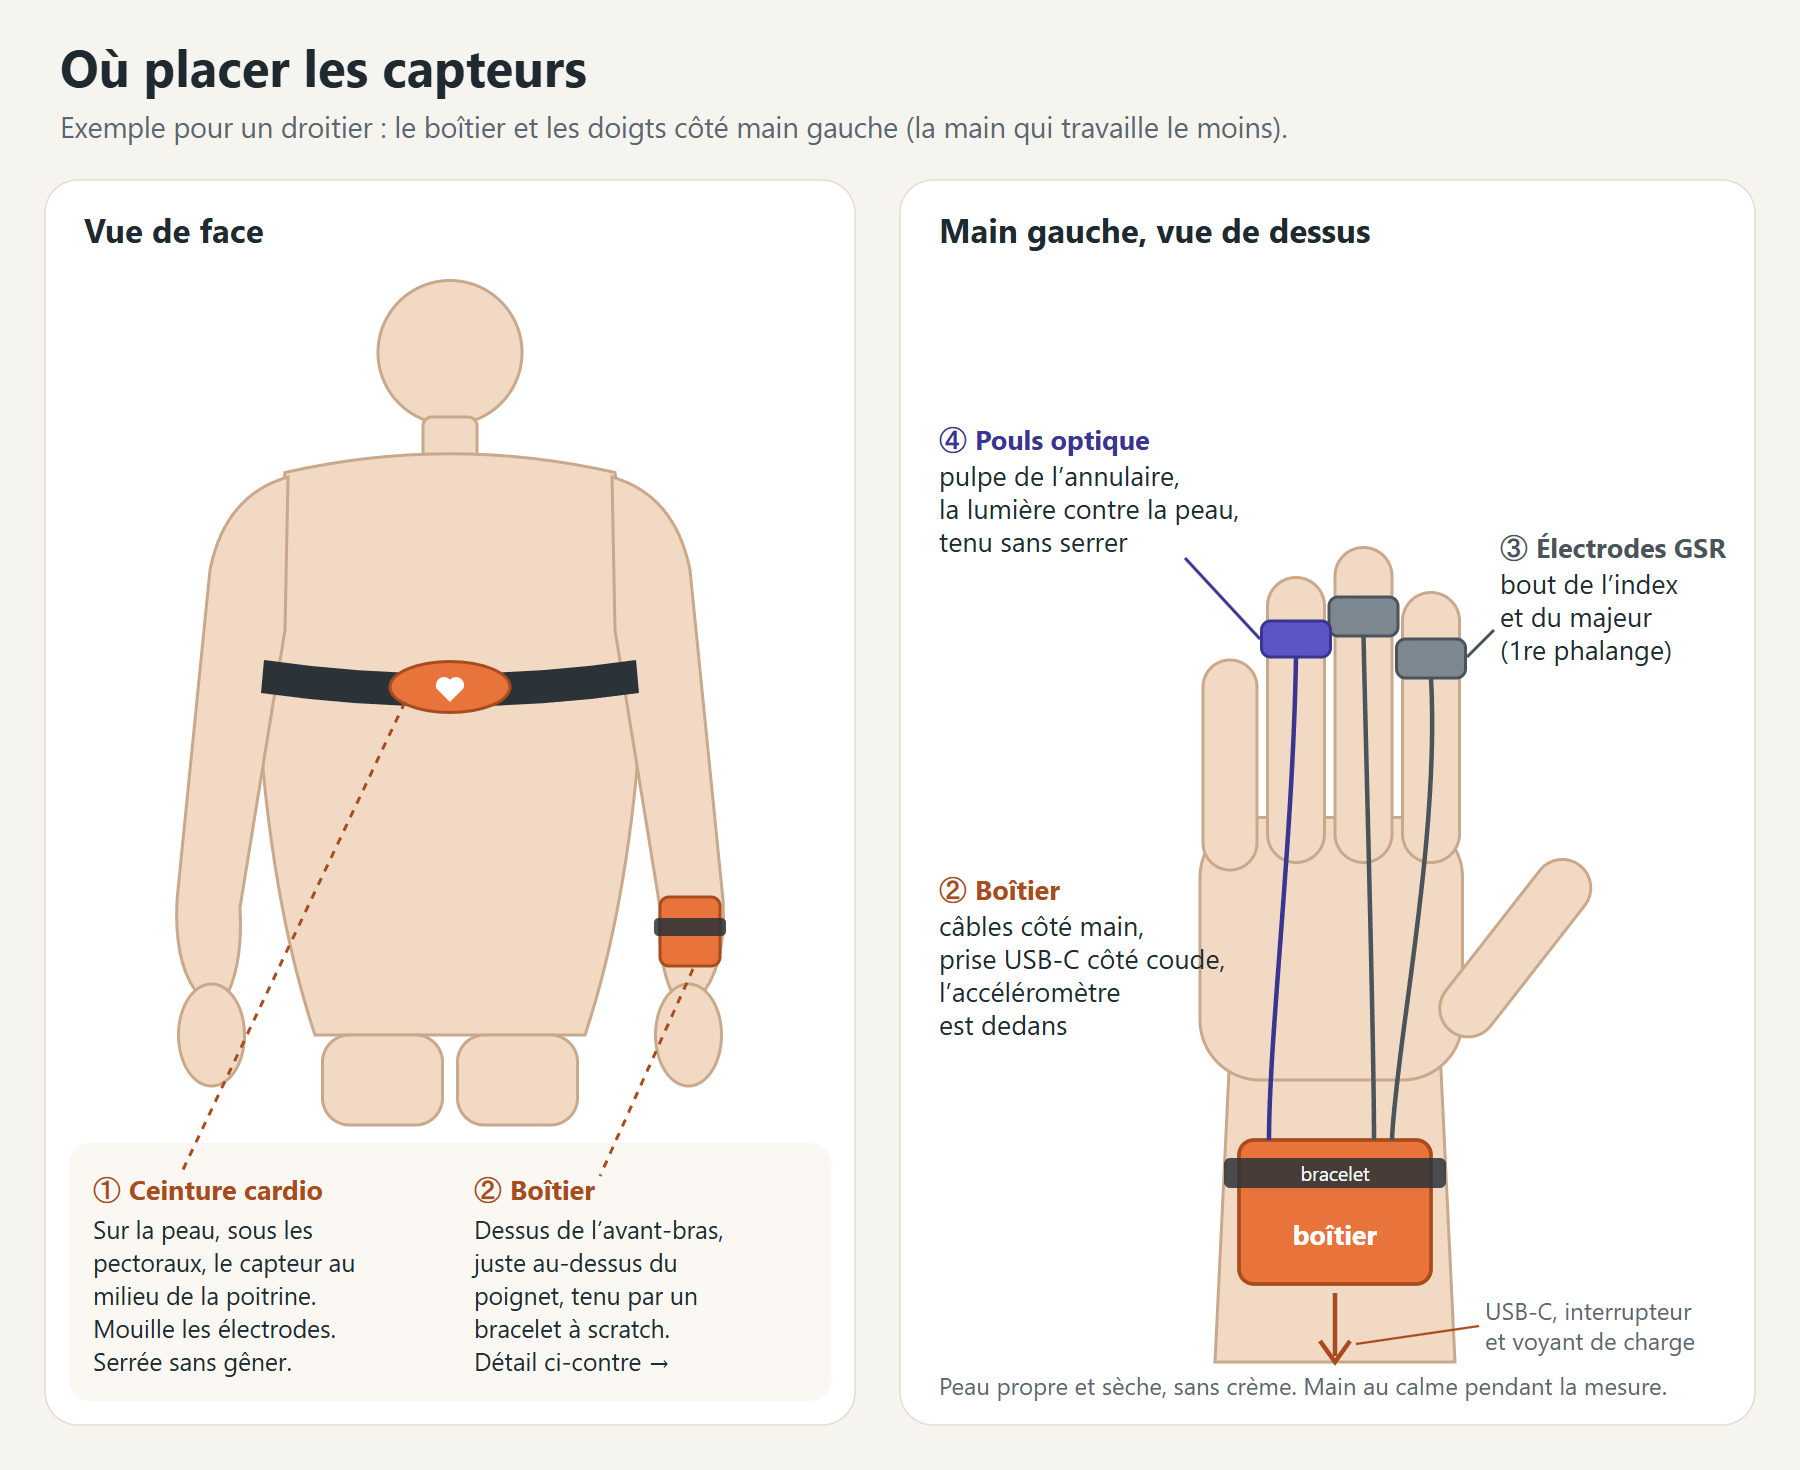 Où placer les capteurs
Exemple pour un droitier : le boîtier et les doigts côté main gauche (la main qui travaille le moins).
Vue de face
① Ceinture cardio
Sur la peau, sous les
pectoraux, le capteur au
milieu de la poitrine.
Mouille les électrodes.
Serrée sans gêner.
② Boîtier
Dessus de l’avant-bras,
juste au-dessus du
poignet, tenu par un
bracelet à scratch.
Détail ci-contre →
Main gauche, vue de dessus
④ Pouls optique
pulpe de l’annulaire,
la lumière contre la peau,
tenu sans serrer
③ Électrodes GSR
bout de l’index
et du majeur
(1re phalange)
② Boîtier
câbles côté main,
prise USB-C côté coude,
l’accéléromètre
est dedans
bracelet
boîtier
USB-C, interrupteur
et voyant de charge
Peau propre et sèche, sans crème. Main au calme pendant la mesure.